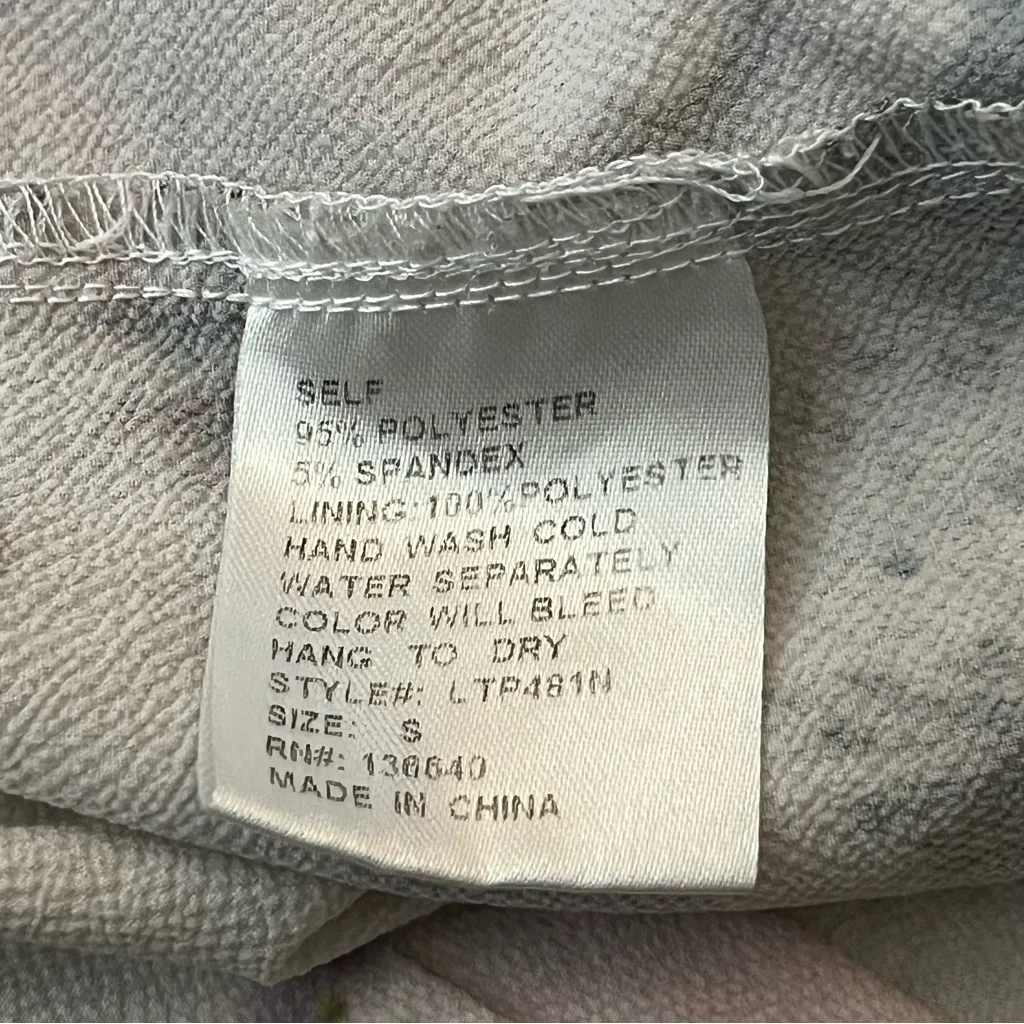 SELF
95% POLYESTER
5% SPANDEX
LINING:100%POLYESTER
HAND WASH COLD
WATER SEPARATELY
COLOR WILL BLEED
HANG TO DRY
STYLE#: LTP481N
SIZE: S
RN#: 136640
MADE IN CHINA